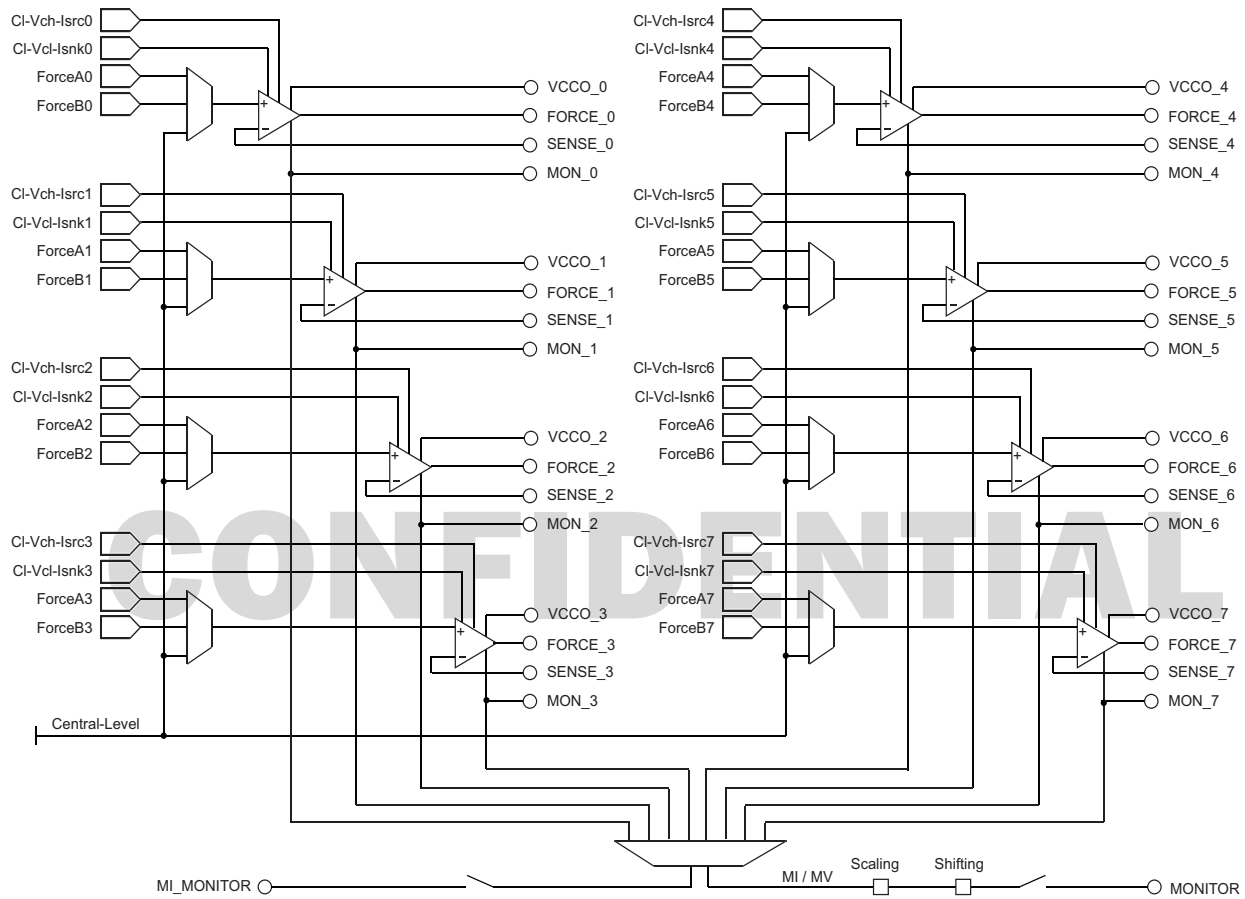 Cl-Vch-Isrc0
Cl-Vcl-Isnk0
ForceA0
ForceB0
+
−
VCCO_0
FORCE_0
SENSE_0
MON_0
Cl-Vch-Isrc1
Cl-Vcl-Isnk1
ForceA1
ForceB1
+
−
VCCO_1
FORCE_1
SENSE_1
MON_1
Cl-Vch-Isrc2
Cl-Vcl-Isnk2
ForceA2
ForceB2
+
−
VCCO_2
FORCE_2
SENSE_2
MON_2
Cl-Vch-Isrc3
Cl-Vcl-Isnk3
ForceA3
ForceB3
+
−
VCCO_3
FORCE_3
SENSE_3
MON_3
Central-Level
Cl-Vch-Isrc4
Cl-Vcl-Isnk4
ForceA4
ForceB4
+
−
VCCO_4
FORCE_4
SENSE_4
MON_4
Cl-Vch-Isrc5
Cl-Vcl-Isnk5
ForceA5
ForceB5
+
−
VCCO_5
FORCE_5
SENSE_5
MON_5
Cl-Vch-Isrc6
Cl-Vcl-Isnk6
ForceA6
ForceB6
+
−
VCCO_6
FORCE_6
SENSE_6
MON_6
Cl-Vch-Isrc7
Cl-Vcl-Isnk7
ForceA7
ForceB7
+
−
VCCO_7
FORCE_7
SENSE_7
MON_7
CONFIDENTIAL
MI_MONITOR
MI / MV
Scaling
Shifting
MONITOR